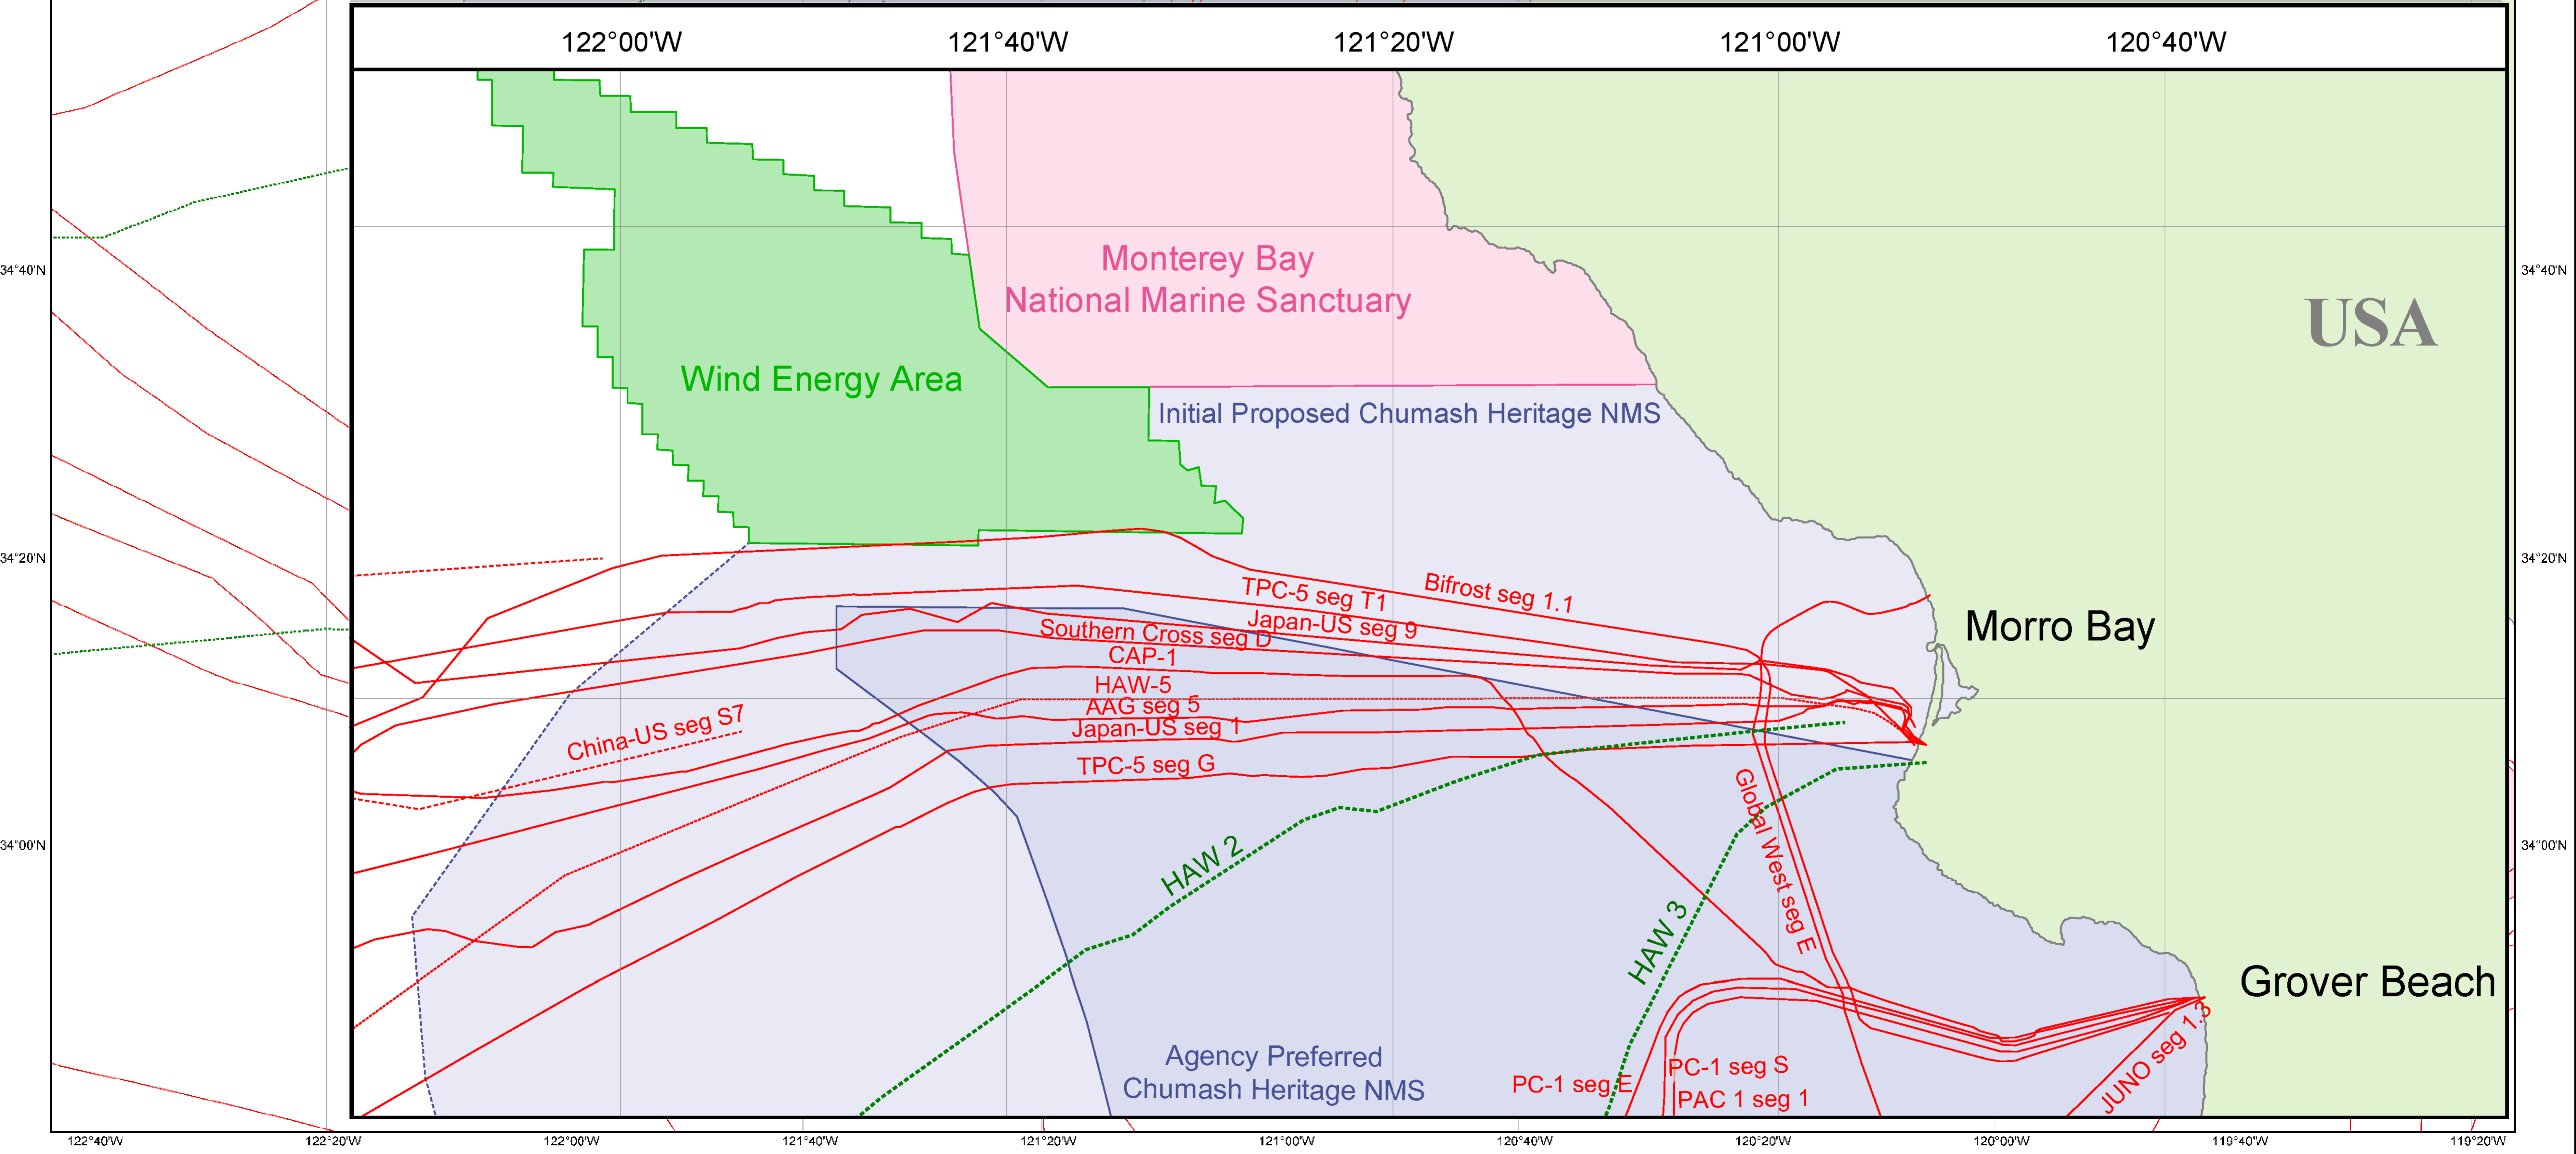 122°00'W 121°40'W 121°20'W 121°00'W 120°40'W
Monterey Bay
National Marine Sanctuary
34°40'N
34°40'N
USA
Wind Energy Area
Initial Proposed Chumash Heritage NMS
34°20'N
34°20'N
Bifrost seg 1.1
TPC-5 seg T1
Japan-US seg 9
Southern Cross seg D
Morro Bay
CAP-1
HAW-5
AAG seg 5
China-US seg S7
Japan-US seg 1
TPC-5 seg G
Global West seg E
34°00'N
34°00'N
HAW 2
HAW 3
Grover Beach
Agency Preferred
Chumash Heritage NMS
PC-1 seg E
PC-1 seg S
PAC 1 seg 1
JUNO seg 1.3
122°40'W 122°20'W 122°00'W 121°40'W 121°20'W 121°00'W 120°40'W 120°20'W 120°00'W 119°40'W 119°20'W